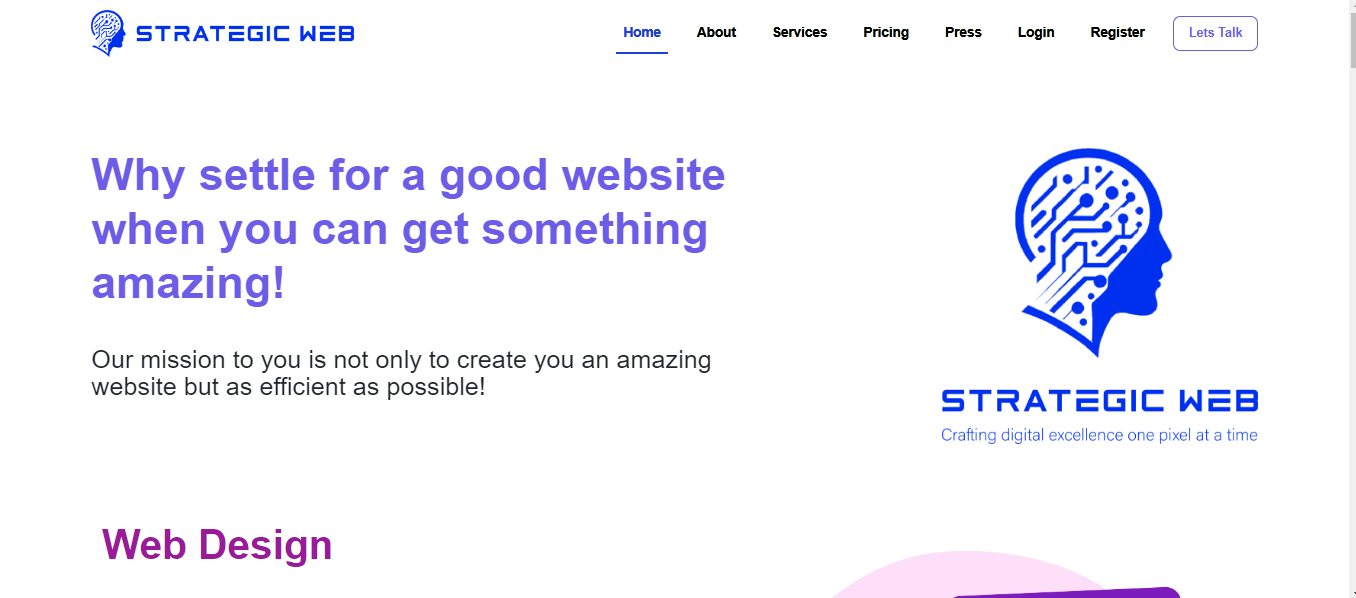 STRATEGIC WEB
Home About Services Pricing Press Login Register Lets Talk
Why settle for a good website
when you can get something
amazing!
Our mission to you is not only to create you an amazing
website but as efficient as possible!
STRATEGIC WEB
Crafting digital excellence one pixel at a time
Web Design